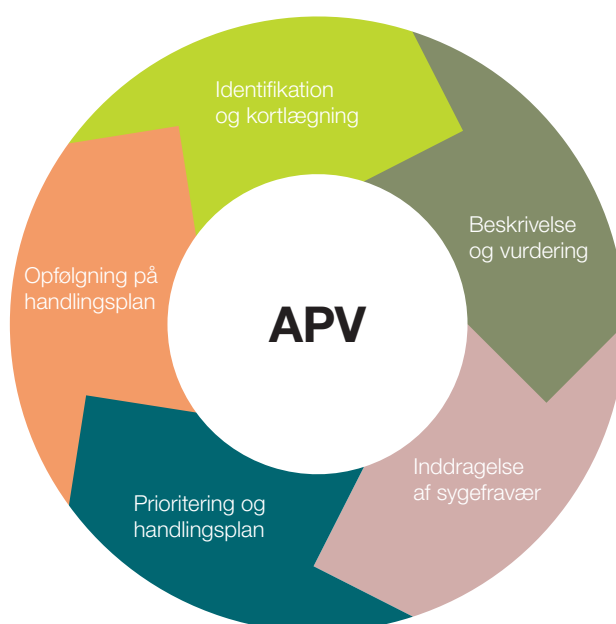 Identifikation
og kortlægning
Beskrivelse
og vurdering
Inddragelse
af sygefravær
Prioritering og
handlingsplan
Opfølgning på
handlingsplan
APV